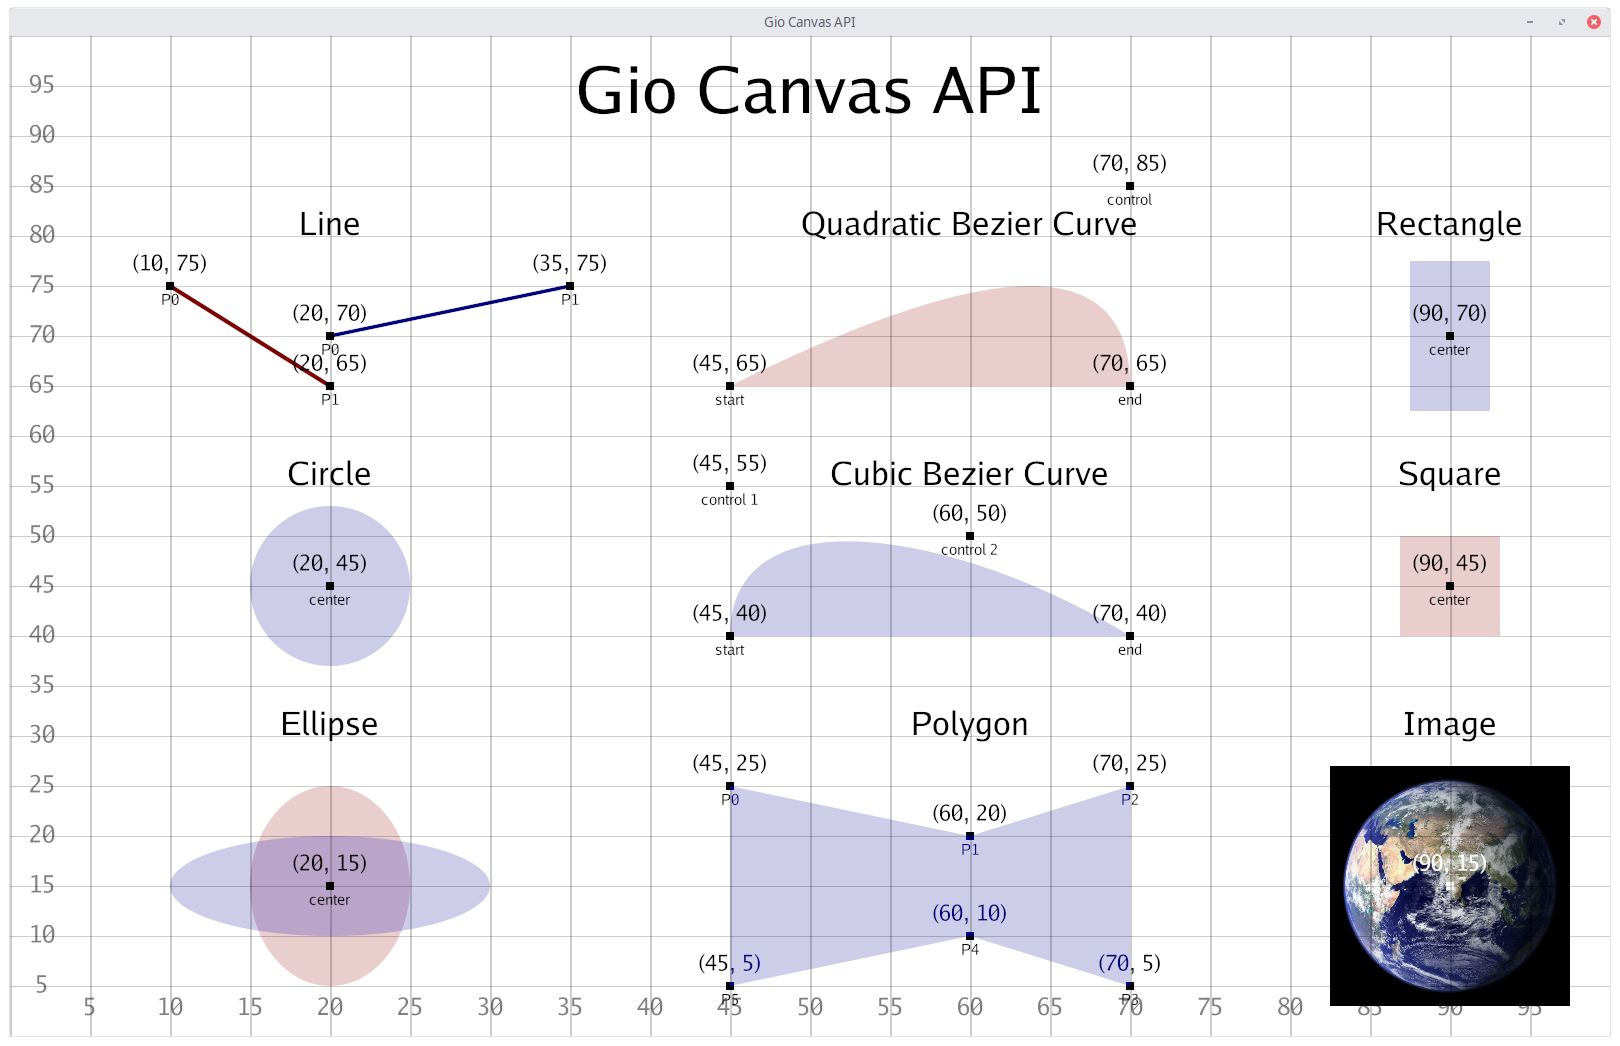 Gio Canvas API
Gio Canvas API
95
90
(70, 85)
85
control
Line
Quadratic Bezier Curve
Rectangle
80
(10, 75)
(35, 75)
75
P0
P1
(20, 70)
(90, 70)
70
P0
center
(20, 65)
(45, 65)
(70, 65)
65
P1
start
end
60
Circle
(45, 55)
Cubic Bezier Curve
Square
55
control 1
(60, 50)
50
control 2
(20, 45)
(90, 45)
45
center
center
(45, 40)
(70, 40)
40
start
end
35
Ellipse
Polygon
Image
30
(45, 25)
(70, 25)
25
P0
P2
(60, 20)
20
P1
(20, 15)
(90, 15)
15
center
(60, 10)
10
P4
(45, 5)
(70, 5)
5
P5
P3
5 10 15 20 25 30 35 40 45 50 55 60 65 70 75 80 85 90 95